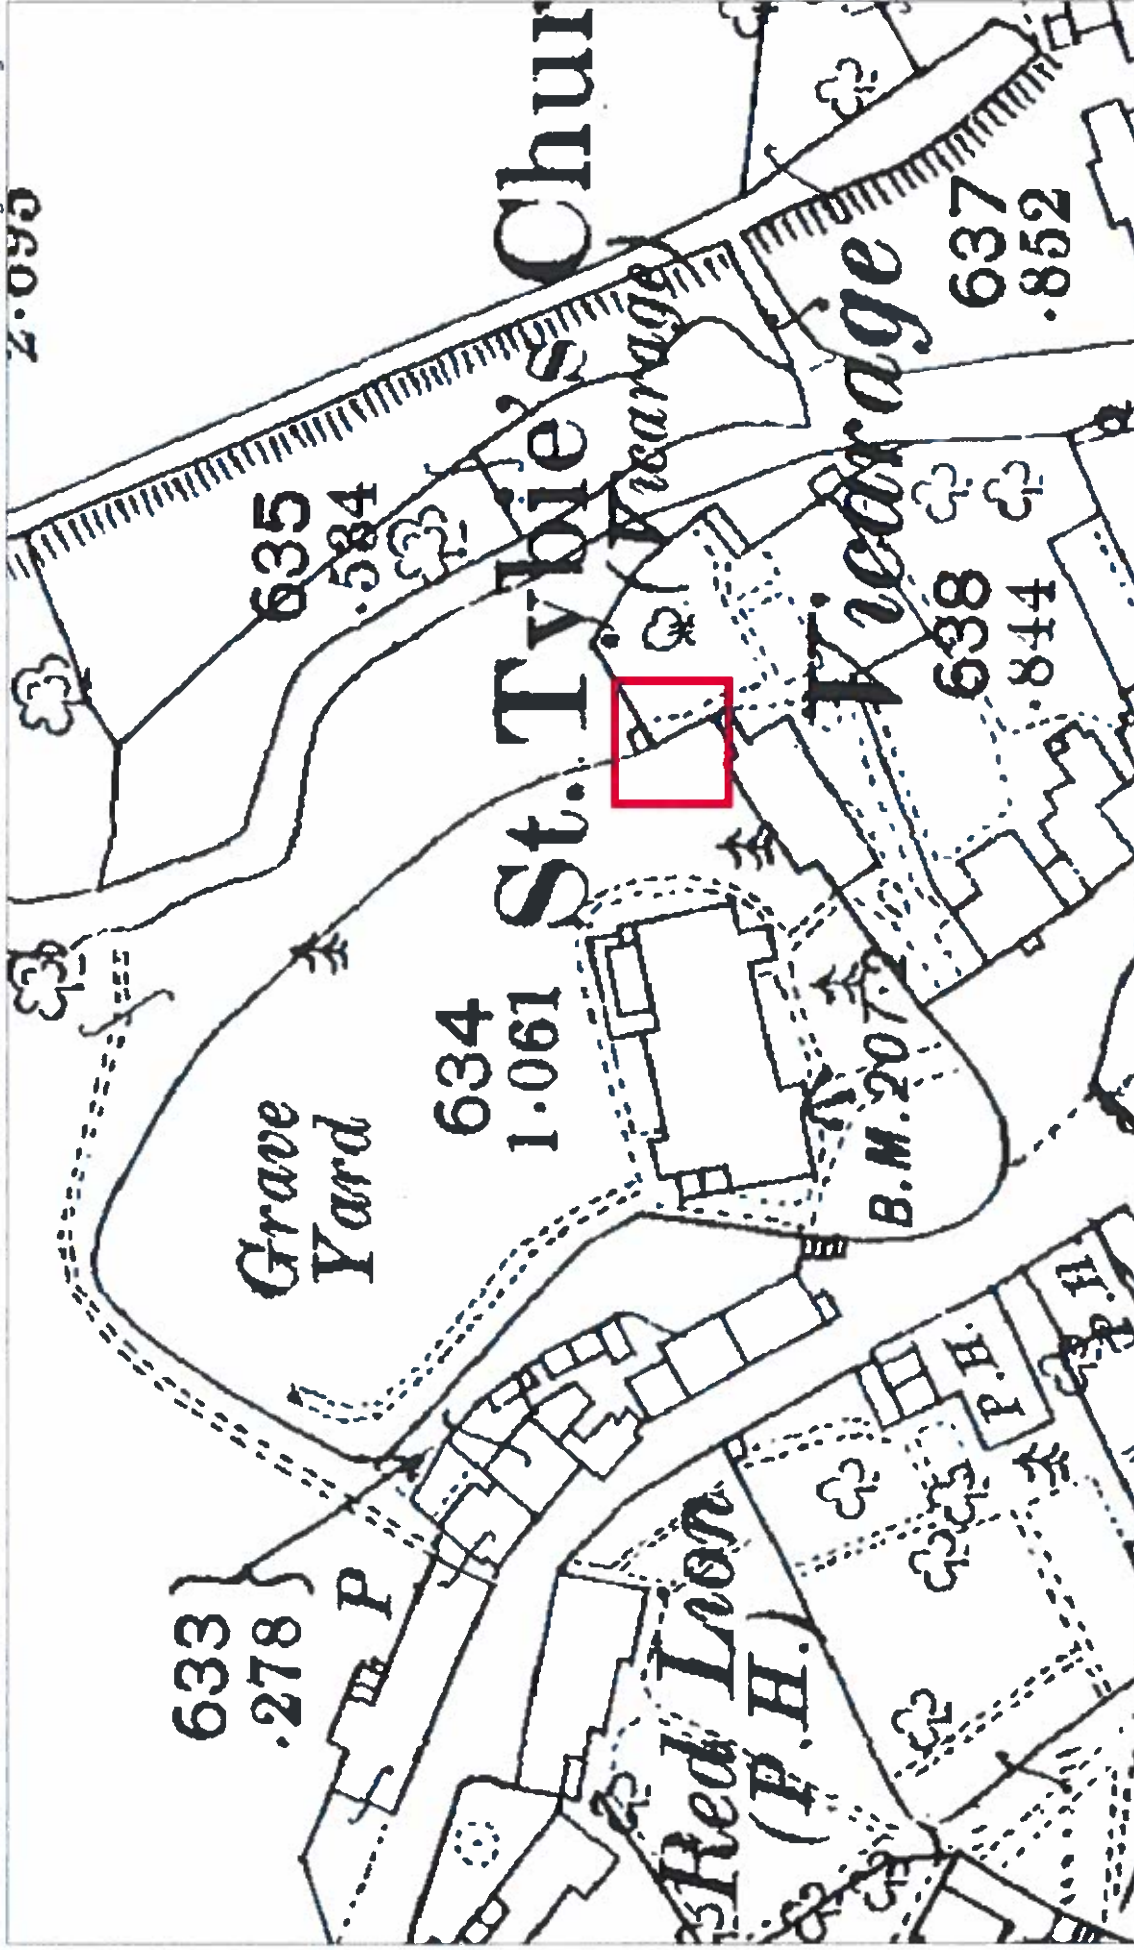 2·695
635
.584
St. Tybie's Chur
(Vicarage)
Vicarage
637
.852
638
.844
Grave
Yard
634
1·061
B.M.207.
633
.278
P
Red Lion
(P.H.)
P.H.
P.H.